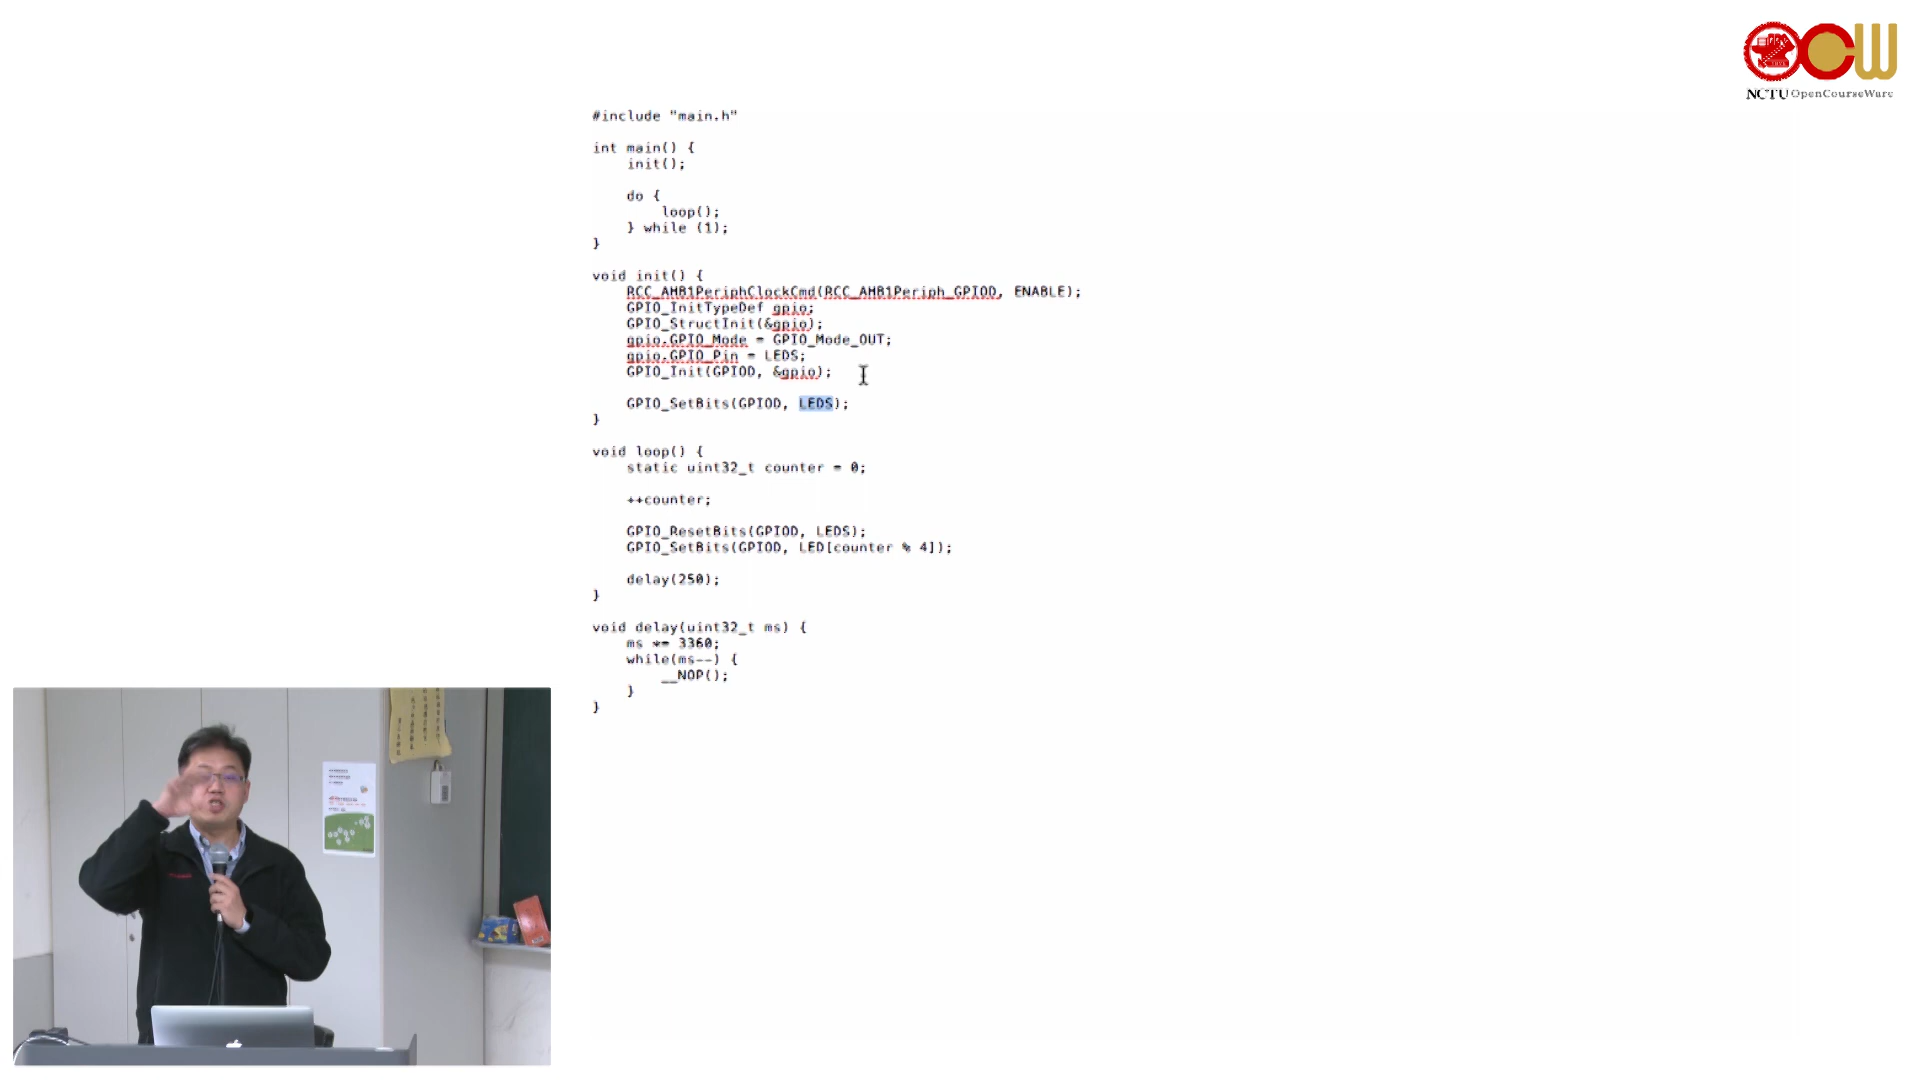 NCTU OpenCourseWare
#include "main.h"
int main() {
init();
do {
loop();
} while (1);
}
void init() {
RCC_AHB1PeriphClockCmd(RCC_AHB1Periph_GPIOD, ENABLE);
GPIO_InitTypeDef gpio;
GPIO_StructInit(&gpio);
gpio.GPIO_Mode = GPIO_Mode_OUT;
gpio.GPIO_Pin = LEDS;
GPIO_Init(GPIOD, &gpio);
GPIO_SetBits(GPIOD, LEDS);
}
void loop() {
static uint32_t counter = 0;
++counter;
GPIO_ResetBits(GPIOD, LEDS);
GPIO_SetBits(GPIOD, LED[counter % 4]);
delay(250);
}
void delay(uint32_t ms) {
ms *= 3360;
while(ms--) {
__NOP();
}
}